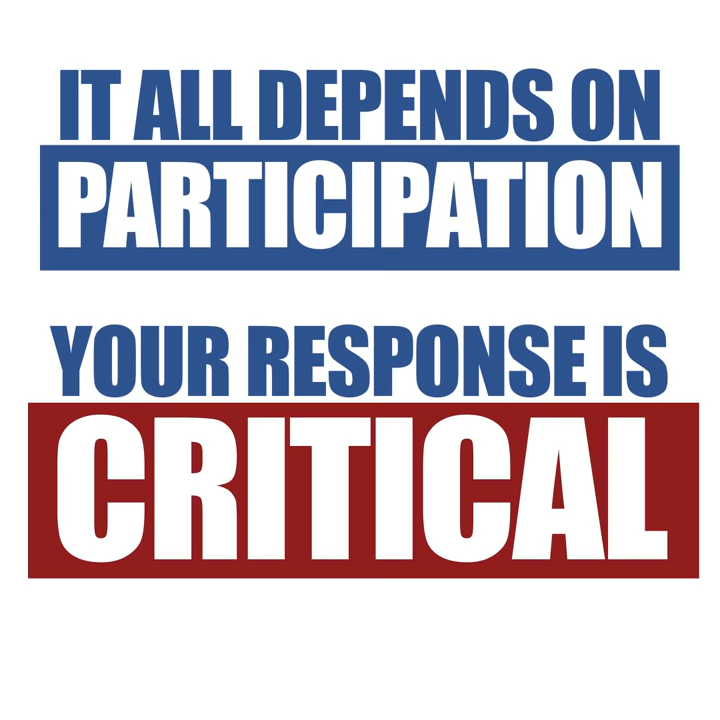 IT ALL DEPENDS ON
PARTICIPATION
YOUR RESPONSE IS
CRITICAL